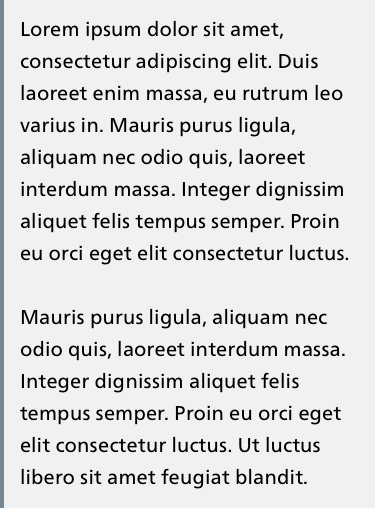 Lorem ipsum dolor sit amet,
consectetur adipiscing elit. Duis
laoreet enim massa, eu rutrum leo
varius in. Mauris purus ligula,
aliquam nec odio quis, laoreet
interdum massa. Integer dignissim
aliquet felis tempus semper. Proin
eu orci eget elit consectetur luctus.
Mauris purus ligula, aliquam nec
odio quis, laoreet interdum massa.
Integer dignissim aliquet felis
tempus semper. Proin eu orci eget
elit consectetur luctus. Ut luctus
libero sit amet feugiat blandit.